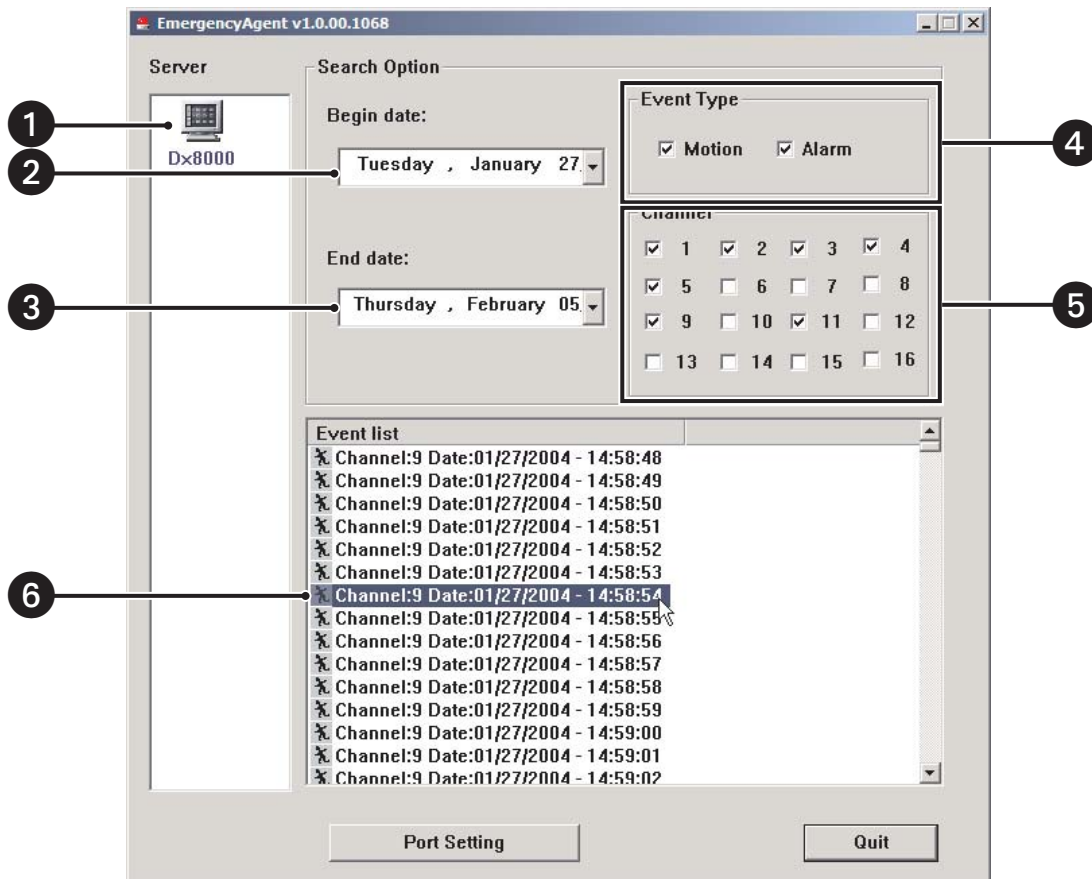 EmergencyAgent v1.0.00.1068
Server
Search Option
1
Dx8000
Begin date:
2
Tuesday , January 27
Event Type
Motion Alarm
4
End date:
3
Thursday , February 05
Channel
1 2 3 4
5 6 7 8
9 10 11 12
13 14 15 16
5
Event list
Channel:9 Date:01/27/2004 - 14:58:48
Channel:9 Date:01/27/2004 - 14:58:49
Channel:9 Date:01/27/2004 - 14:58:50
Channel:9 Date:01/27/2004 - 14:58:51
Channel:9 Date:01/27/2004 - 14:58:52
Channel:9 Date:01/27/2004 - 14:58:53
6
Channel:9 Date:01/27/2004 - 14:58:54
Channel:9 Date:01/27/2004 - 14:58:55
Channel:9 Date:01/27/2004 - 14:58:56
Channel:9 Date:01/27/2004 - 14:58:57
Channel:9 Date:01/27/2004 - 14:58:58
Channel:9 Date:01/27/2004 - 14:58:59
Channel:9 Date:01/27/2004 - 14:59:00
Channel:9 Date:01/27/2004 - 14:59:01
Channel:9 Date:01/27/2004 - 14:59:02
Port Setting
Quit